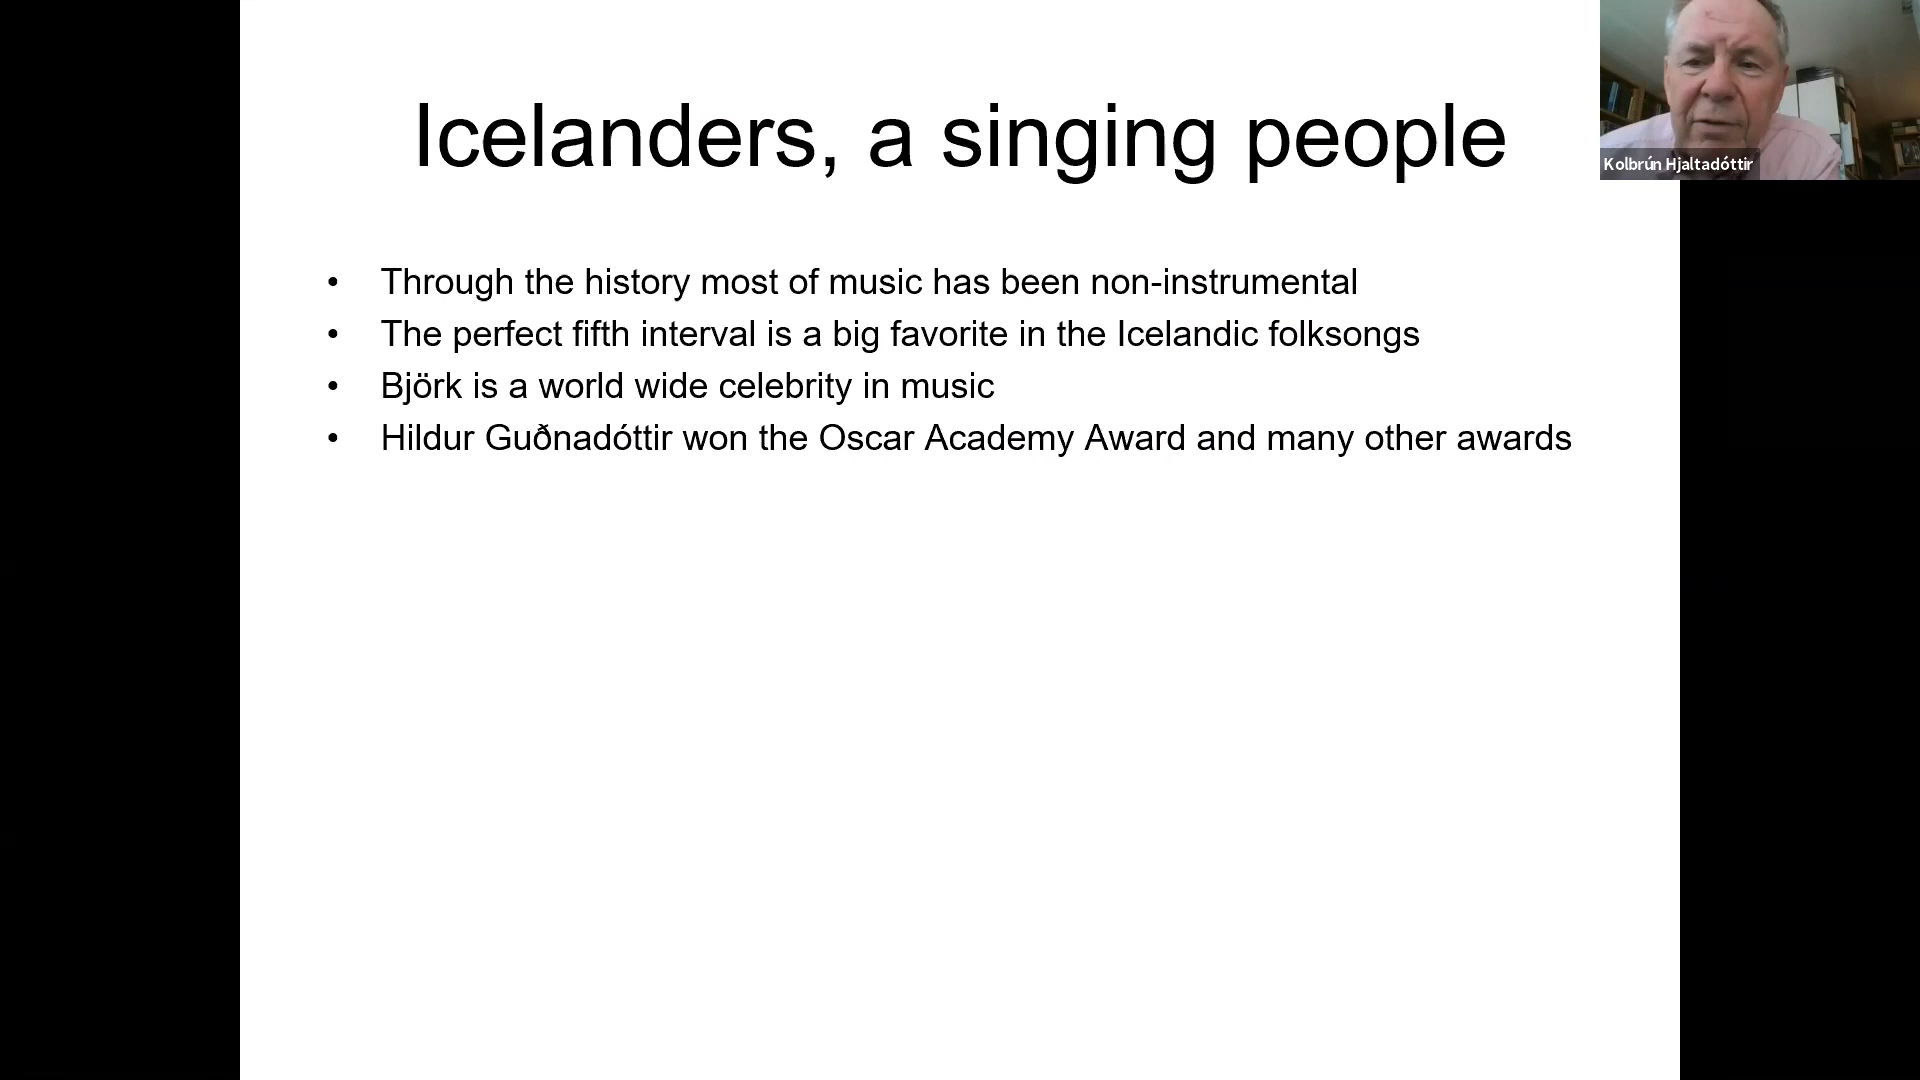 Icelanders, a singing people
Kolbrún Hjaltadóttir
• Through the history most of music has been non-instrumental
• The perfect fifth interval is a big favorite in the Icelandic folksongs
• Björk is a world wide celebrity in music
• Hildur Guðnadóttir won the Oscar Academy Award and many other awards